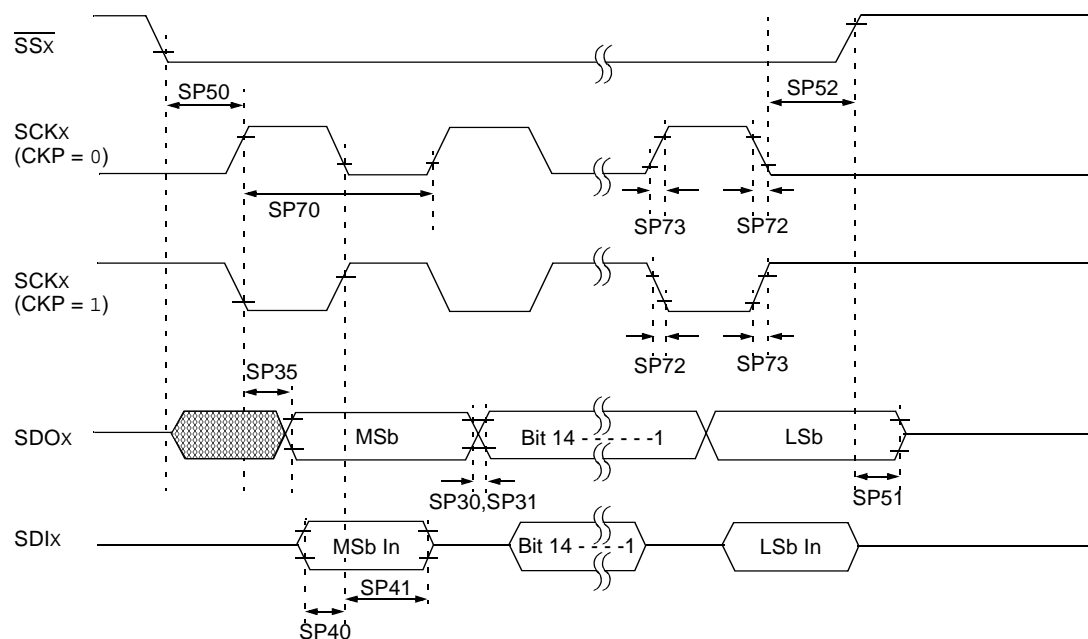 SSX
SP50
SP52
SCKX
(CKP = 0)
SP70
SP73
SP72
SCKX
(CKP = 1)
SP35
SP72
SP73
SDOX
MSb
Bit 14 - - - - - -1
LSb
SP30,SP31
SP51
SDIX
MSb In
Bit 14 - - - -1
LSb In
SP41
SP40